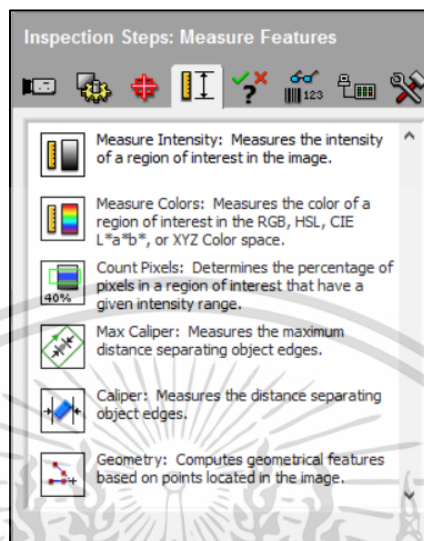 Inspection Steps: Measure Features
? 123
Measure Intensity: Measures the intensity
of a region of interest in the image.
Measure Colors: Measures the color of a
region of interest in the RGB, HSL, CIE
L*a*b*, or XYZ Color space.
Count Pixels: Determines the percentage of
pixels in a region of interest that have a
given intensity range.
40%
Max Caliper: Measures the maximum
distance separating object edges.
Caliper: Measures the distance separating
object edges.
Geometry: Computes geometrical features
based on points located in the image.